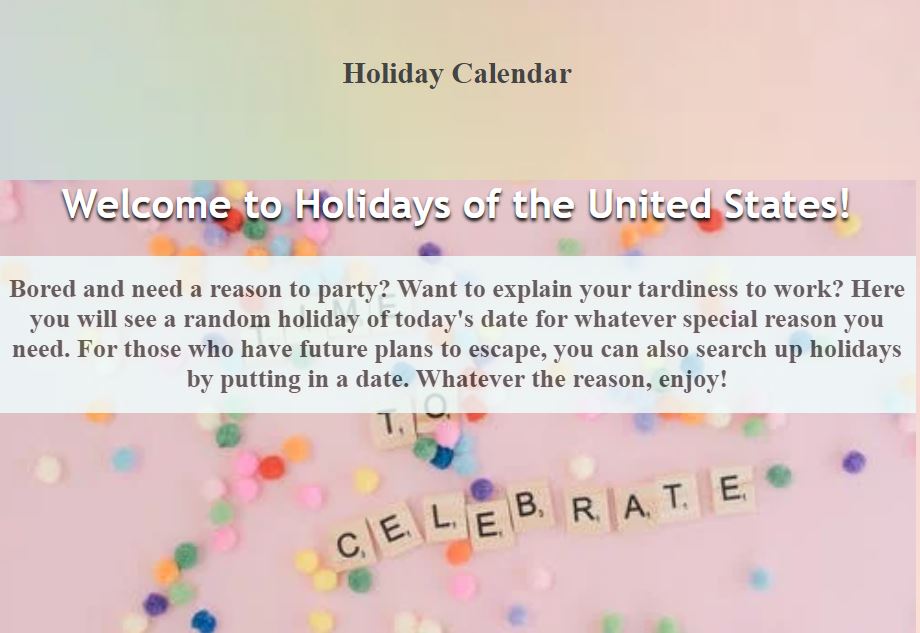 Holiday Calendar
Welcome to Holidays of the United States!
Bored and need a reason to party? Want to explain your tardiness to work? Here
you will see a random holiday of today's date for whatever special reason you
need. For those who have future plans to escape, you can also search up holidays
by putting in a date. Whatever the reason, enjoy!
TIME
TO
CELEBRATE